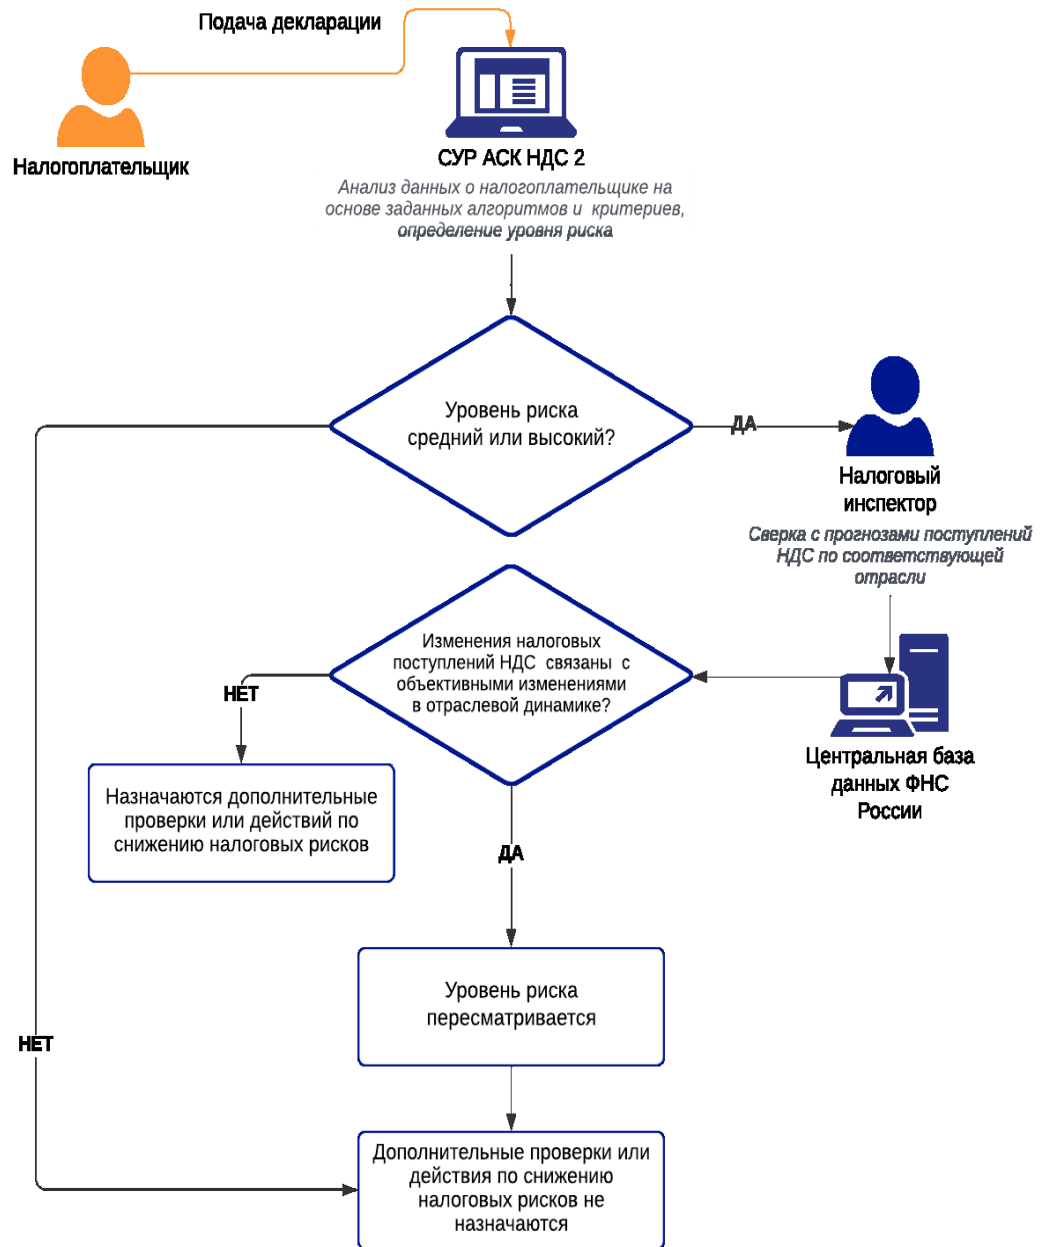 Подача декларации
Налогоплательщик
СУР АСК НДС 2
Анализ данных о налогоплательщике на
основе заданных алгоритмов и критериев,
определение уровня риска
Уровень риска
средний или высокий?
ДА
Налоговый
инспектор
Сверка с прогнозами поступлений
НДС по соответствующей
отрасли
Изменения налоговых
поступлений НДС связаны с
объективными изменениями
в отраслевой динамике?
НЕТ
Центральная база
данных ФНС
России
Назначаются дополнительные
проверки или действий по
снижению налоговых рисков
ДА
Уровень риска
пересматривается
НЕТ
Дополнительные проверки или
действия по снижению
налоговых рисков не
назначаются